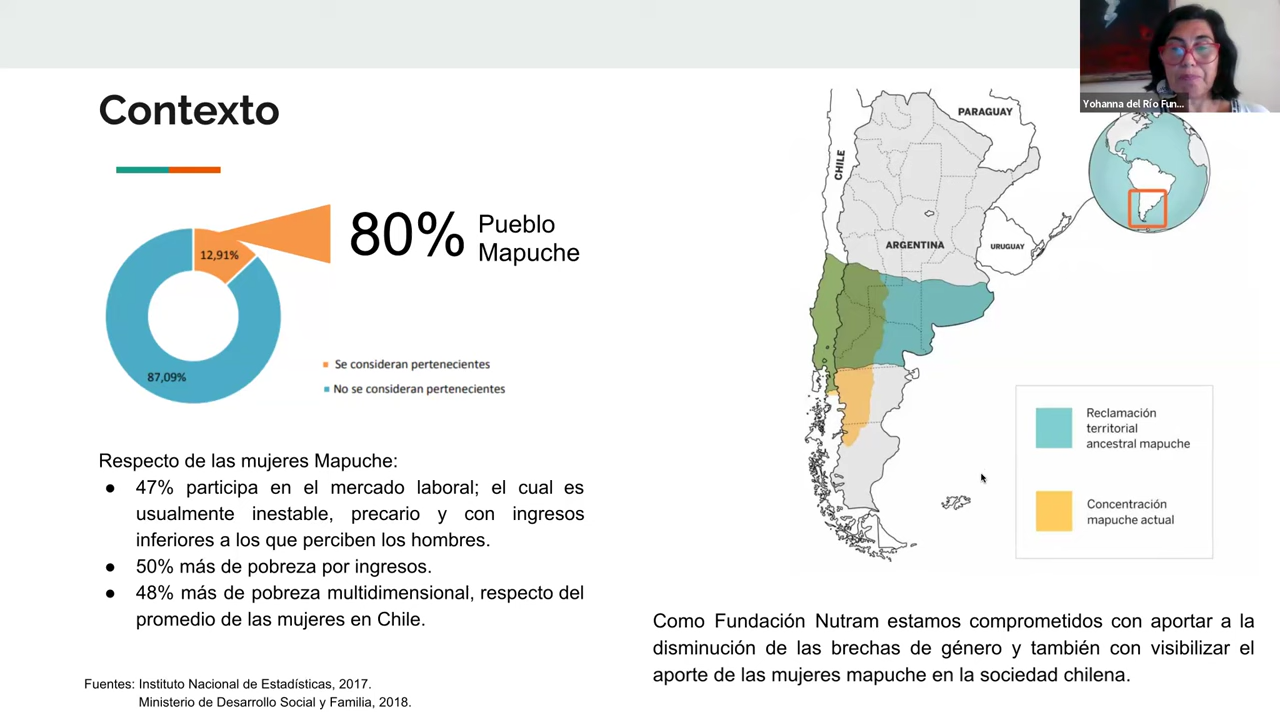 Contexto
12,91%
87,09%
80% Pueblo
Mapuche
Se consideran pertenecientes
No se consideran pertenecientes
Respecto de las mujeres Mapuche:
● 47% participa en el mercado laboral; el cual es
usualmente inestable, precario y con ingresos
inferiores a los que perciben los hombres.
● 50% más de pobreza por ingresos.
● 48% más de pobreza multidimensional, respecto del
promedio de las mujeres en Chile.
Fuentes: Instituto Nacional de Estadísticas, 2017.
Ministerio de Desarrollo Social y Familia, 2018.
Yohanna del Río Fun...
PARAGUAY
CHILE
ARGENTINA
URUGUAY
Reclamación
territorial
ancestral mapuche
Concentración
mapuche actual
Como Fundación Nutram estamos comprometidos con aportar a la
disminución de las brechas de género y también con visibilizar el
aporte de las mujeres mapuche en la sociedad chilena.